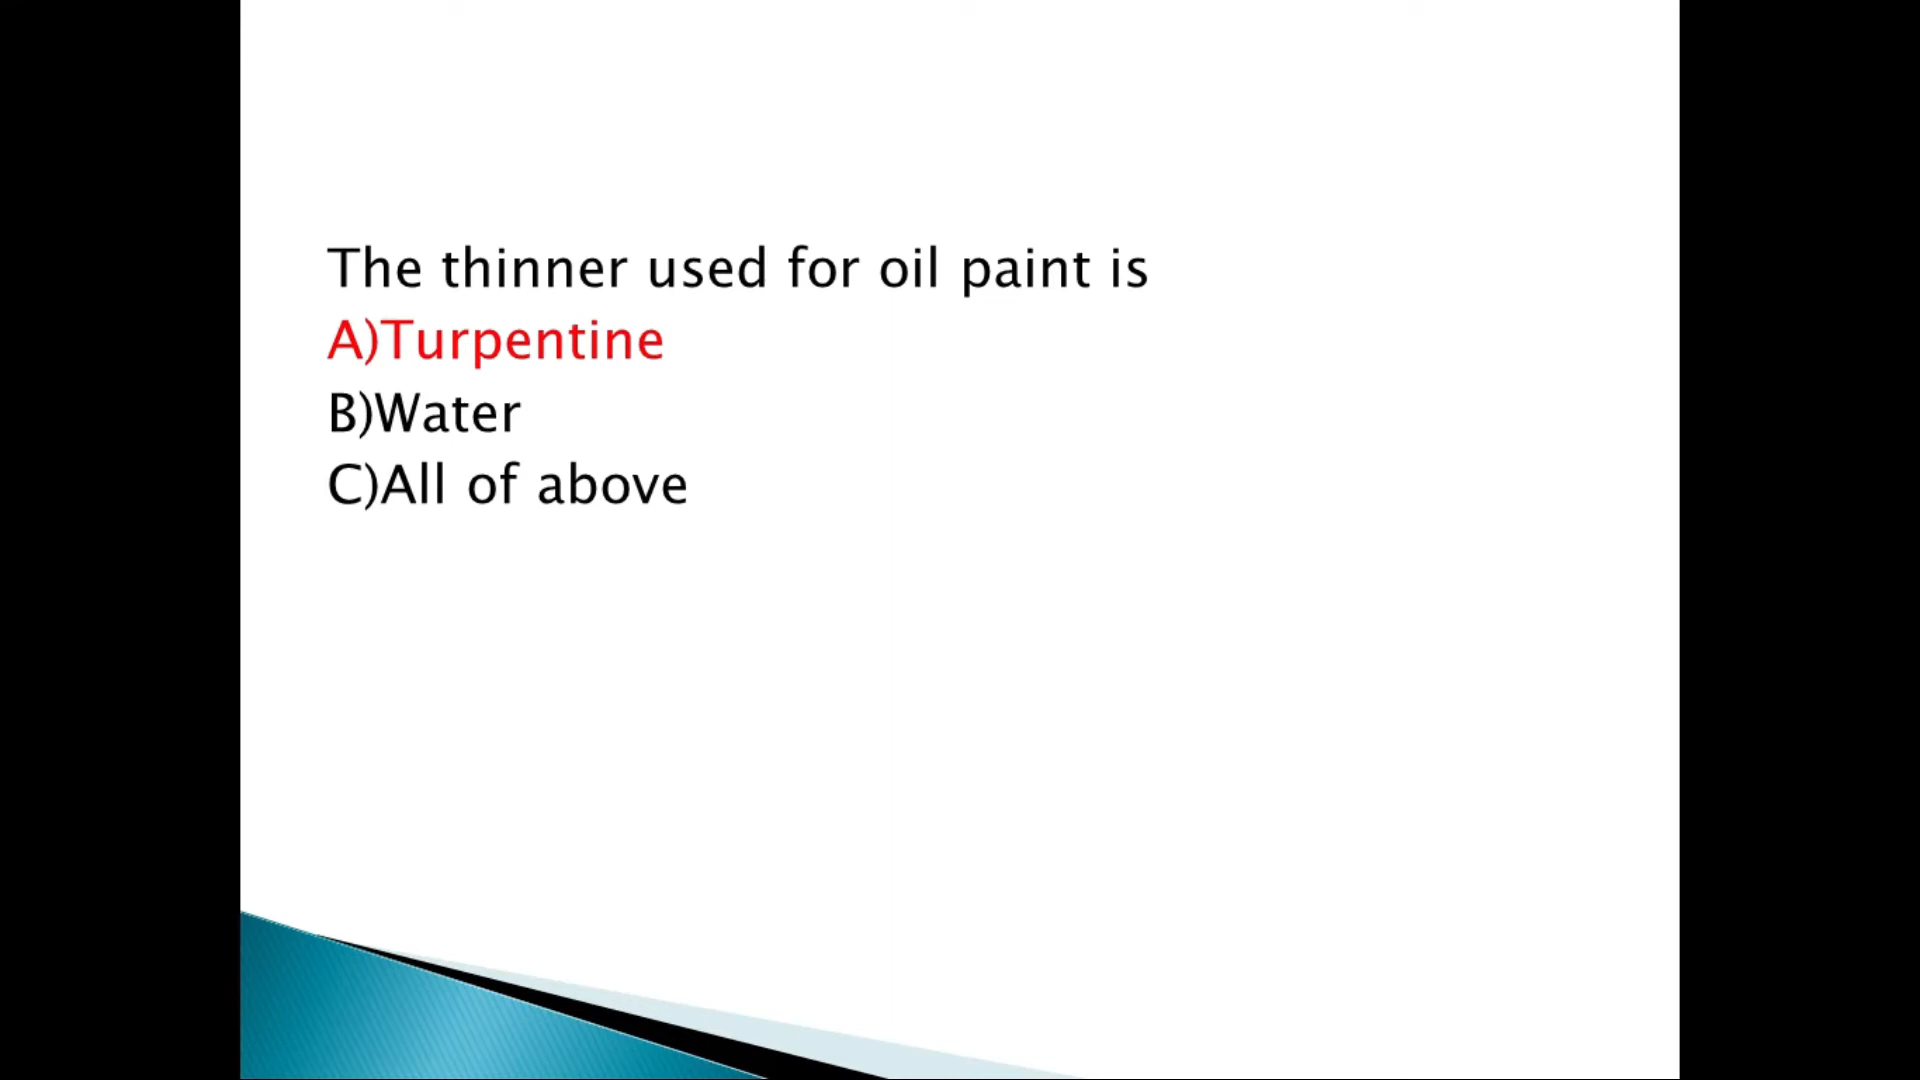 The thinner used for oil paint is
A)Turpentine
B)Water
C)All of above